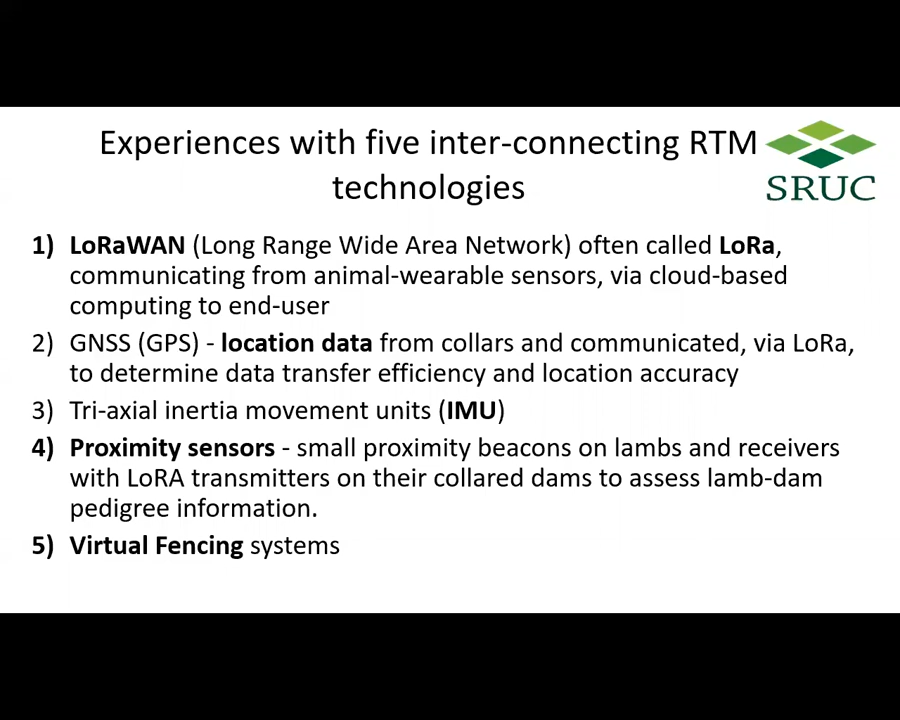 Experiences with five inter-connecting RTM
technologies
SRUC
1) LoRaWAN (Long Range Wide Area Network) often called LoRa,
communicating from animal-wearable sensors, via cloud-based
computing to end-user
2) GNSS (GPS) - location data from collars and communicated, via LoRa,
to determine data transfer efficiency and location accuracy
3) Tri-axial inertia movement units (IMU)
4) Proximity sensors - small proximity beacons on lambs and receivers
with LoRA transmitters on their collared dams to assess lamb-dam
pedigree information.
5) Virtual Fencing systems